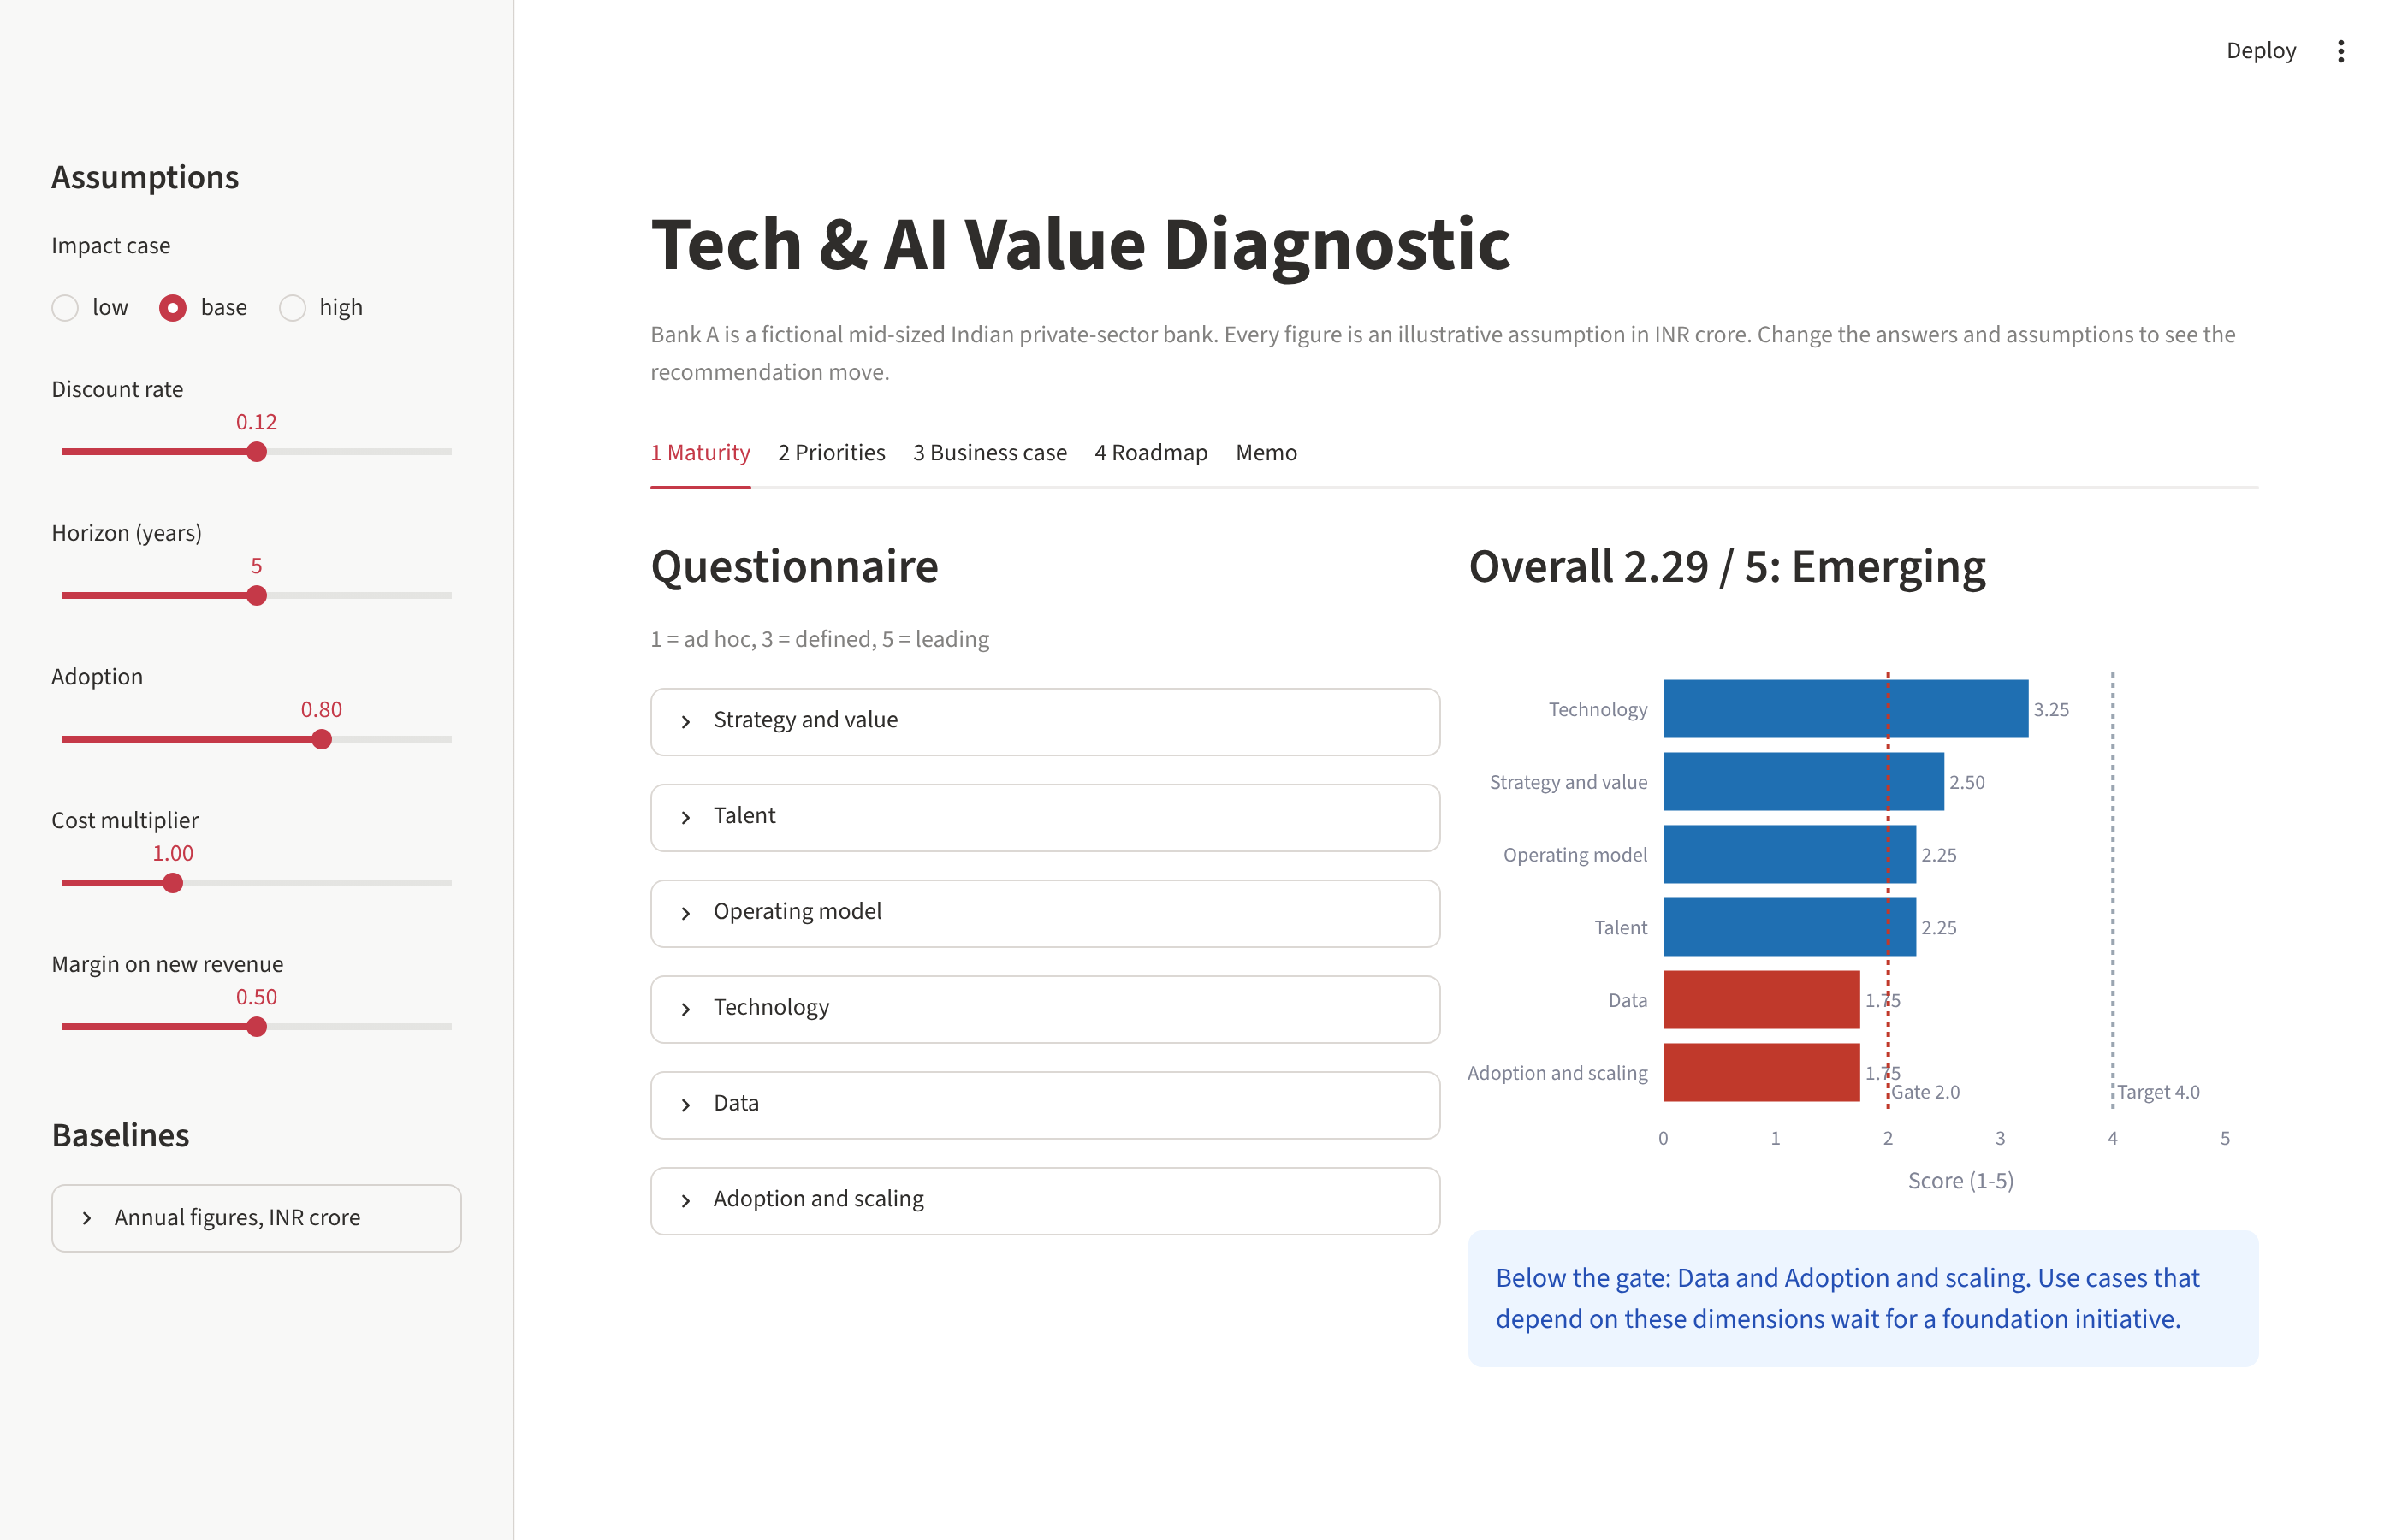 Deploy
Assumptions
Impact case
low
base
high
Discount rate
0.12
Horizon (years)
5
Adoption
0.80
Cost multiplier
1.00
Margin on new revenue
0.50
Baselines
Annual figures, INR crore
Tech & AI Value Diagnostic
Bank A is a fictional mid-sized Indian private-sector bank. Every figure is an illustrative assumption in INR crore. Change the answers and assumptions to see the
recommendation move.
1 Maturity
2 Priorities
3 Business case
4 Roadmap
Memo
Questionnaire
1 = ad hoc, 3 = defined, 5 = leading
Strategy and value
Talent
Operating model
Technology
Data
Adoption and scaling
Overall 2.29 / 5: Emerging
Technology
3.25
Strategy and value
2.50
Operating model
2.25
Talent
2.25
Data
1.75
Adoption and scaling
1.75
Gate 2.0
Target 4.0
0
1
2
3
4
5
Score (1-5)
Below the gate: Data and Adoption and scaling. Use cases that
depend on these dimensions wait for a foundation initiative.